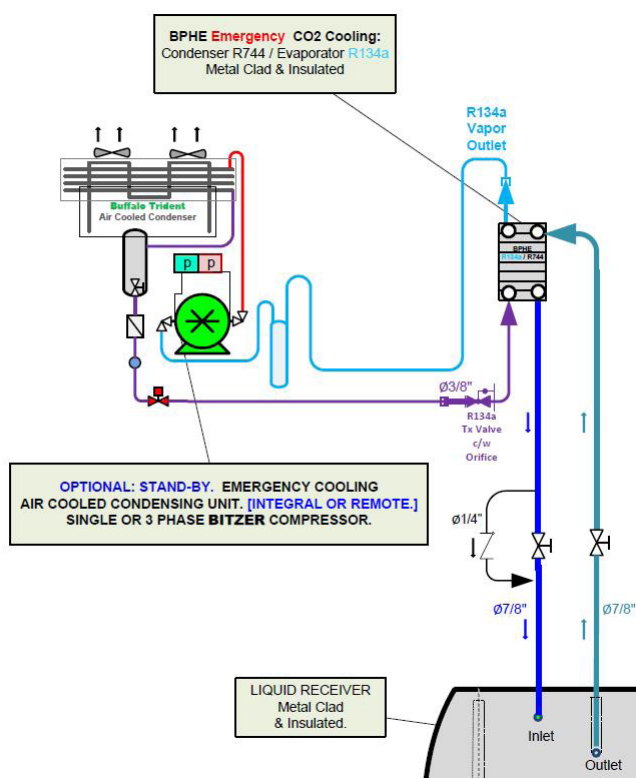 BPHE Emergency CO2 Cooling:
Condenser R744 / Evaporator R134a
Metal Clad & Insulated
R134a
Vapor
Outlet
Buffalo Trident
Air Cooled Condenser
BPHE
R134a / R744
p p
Ø3/8"
R134a
Tx Valve
c/w
Orifice
OPTIONAL: STAND-BY. EMERGENCY COOLING
AIR COOLED CONDENSING UNIT. [INTEGRAL OR REMOTE.]
SINGLE OR 3 PHASE BITZER COMPRESSOR.
Ø1/4"
Ø7/8"
Ø7/8"
LIQUID RECEIVER
Metal Clad
& Insulated.
Inlet
Outlet